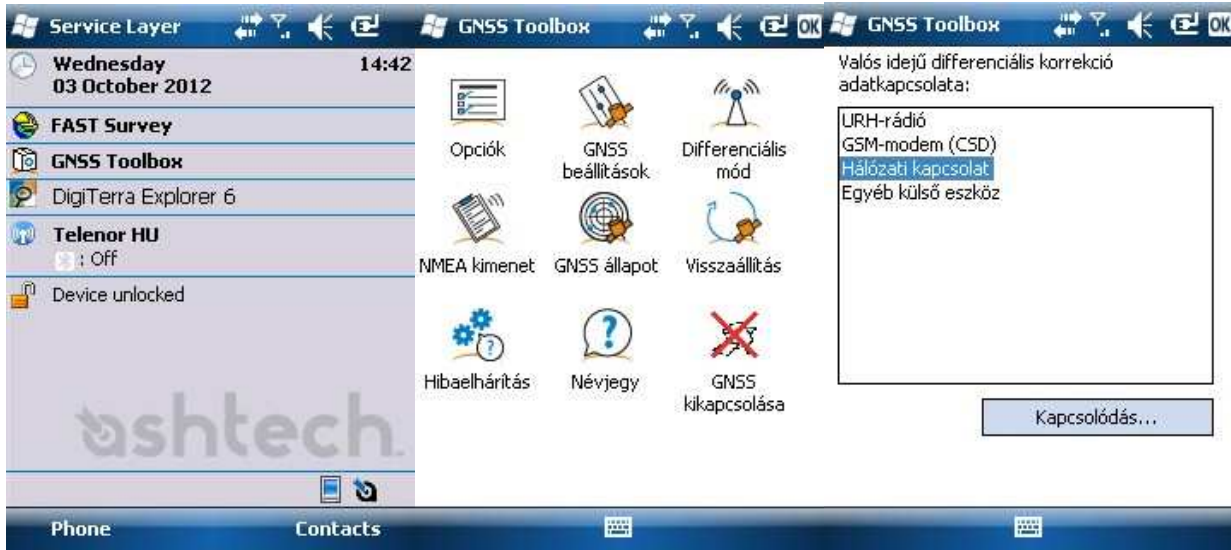 Service Layer
Wednesday 14:42
03 October 2012
FAST Survey
GNSS Toolbox
DigiTerra Explorer 6
Telenor HU
: Off
Device unlocked
ashtech.
Phone Contacts
GNSS Toolbox OK
Opciók
GNSS
beállítások
Differenciális
mód
NMEA kimenet
GNSS állapot
Visszaállítás
Hibaelhárítás
Névjegy
GNSS
kikapcsolása
GNSS Toolbox OK
Valós idejű differenciális korrekció
adatkapcsolata:
URH-rádió
GSM-modem (CSD)
Hálózati kapcsolat
Egyéb külső eszköz
Kapcsolódás...